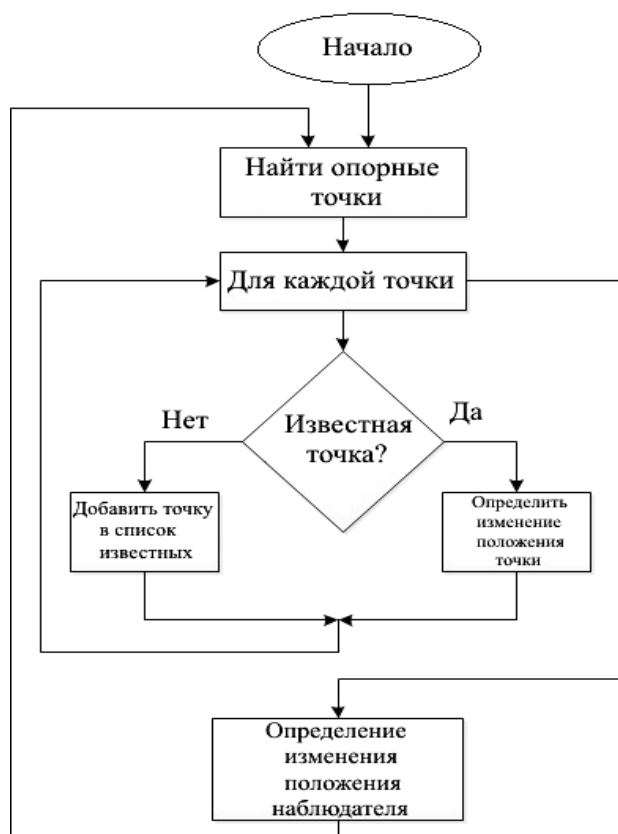 Начало
Найти опорные
точки
Для каждой точки
Нет
Известная
точка?
Да
Добавить точку
в список
известных
Определить
изменение
положения
точки
Определение
изменения
положения
наблюдателя